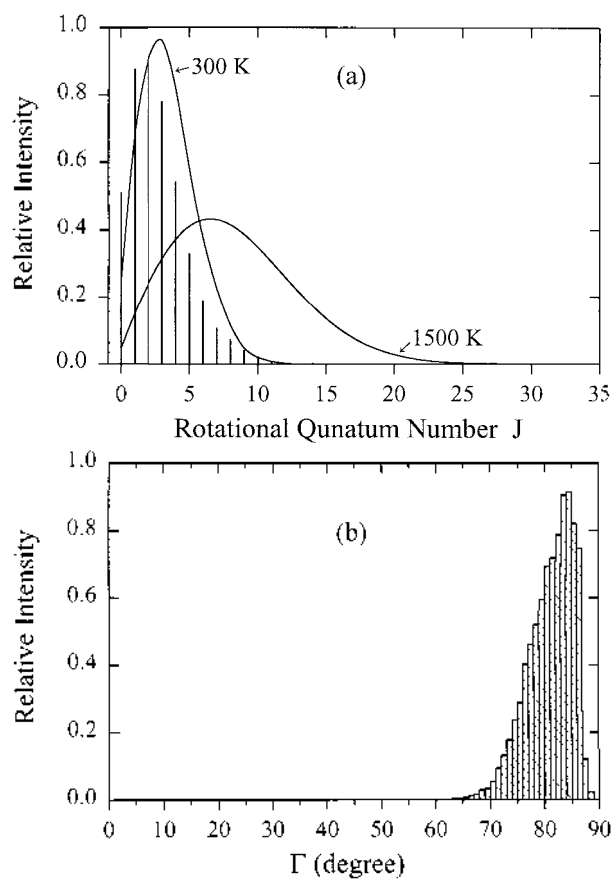 1.0
0.8
0.6
0.4
0.2
0.0
Relative Intensity
(a)
300 K
1500 K
0 5 10 15 20 25 30 35
Rotational Qunatum Number J
1.0
0.8
0.6
0.4
0.2
0.0
Relative Intensity
(b)
0 10 20 30 40 50 60 70 80 90
Γ (degree)